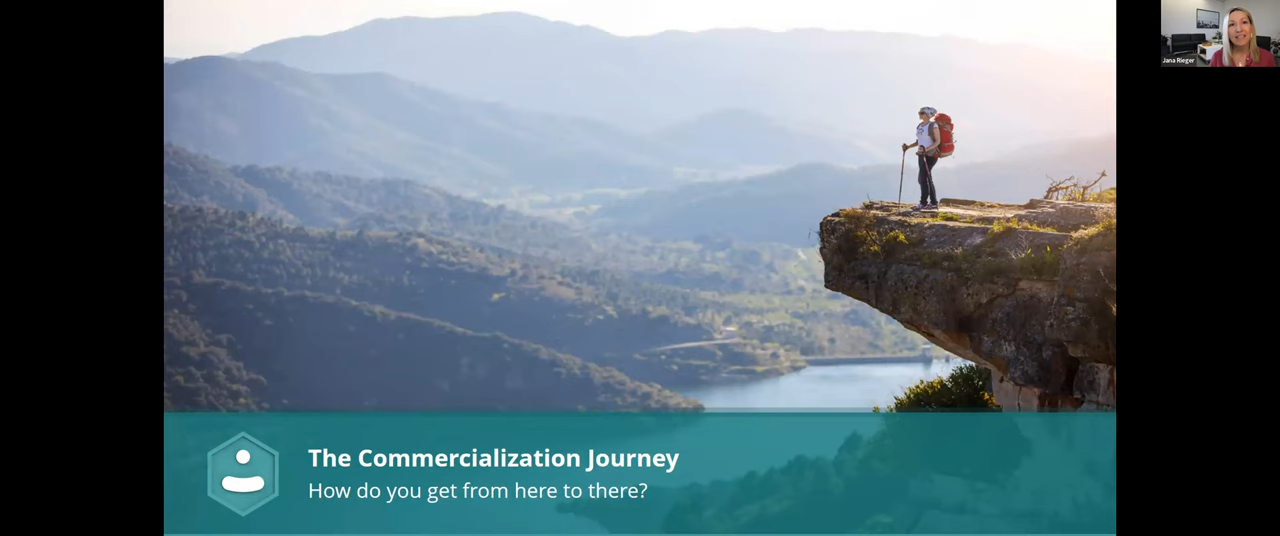 Jana Rieger
The Commercialization Journey
How do you get from here to there?